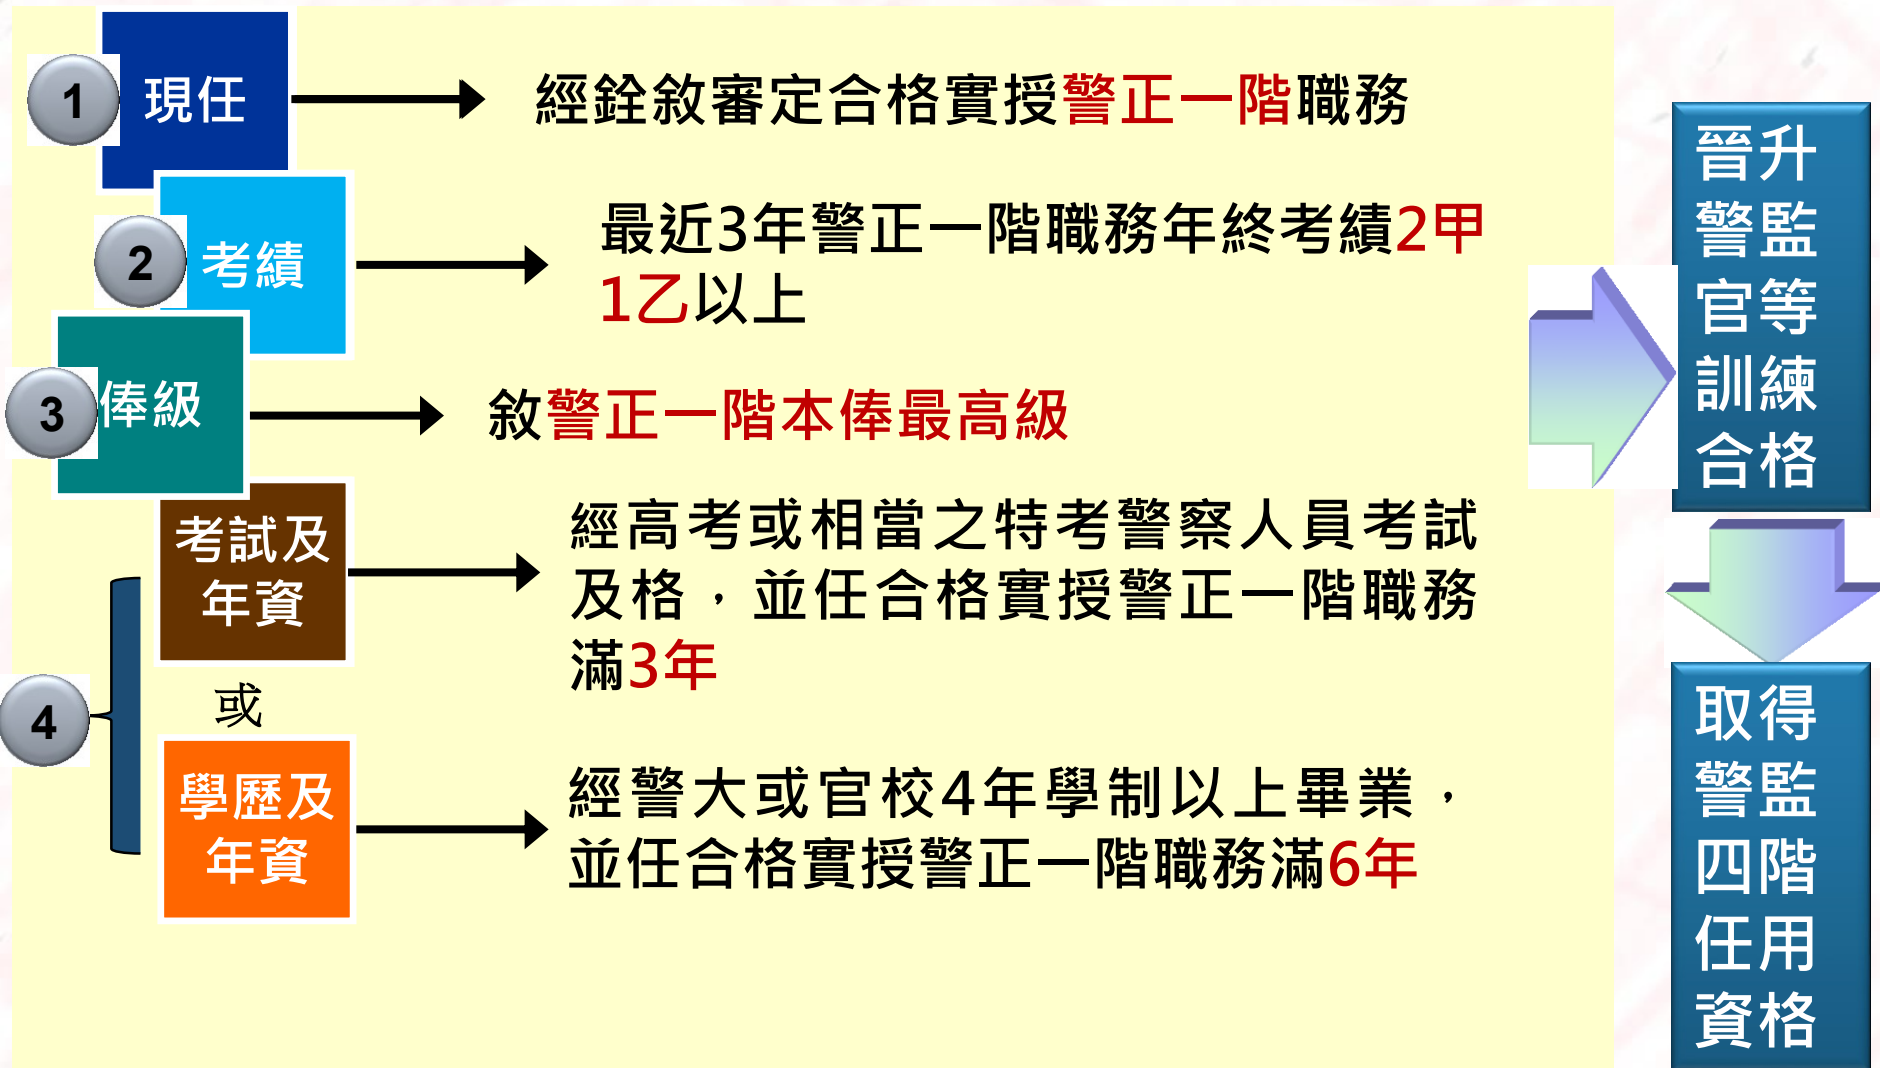 1
現任
經銓敘審定合格實授警正一階職務
2
考績
最近3年警正一階職務年終考績2甲
1乙以上
3
俸級
敘警正一階本俸最高級
4
考試及
年資
經高考或相當之特考警察人員考試
及格，並任合格實授警正一階職務
滿3年
或
學歷及
年資
經警大或官校4年學制以上畢業，
並任合格實授警正一階職務滿6年
晉升
警監
官等
訓練
合格
取得
警監
四階
任用
資格